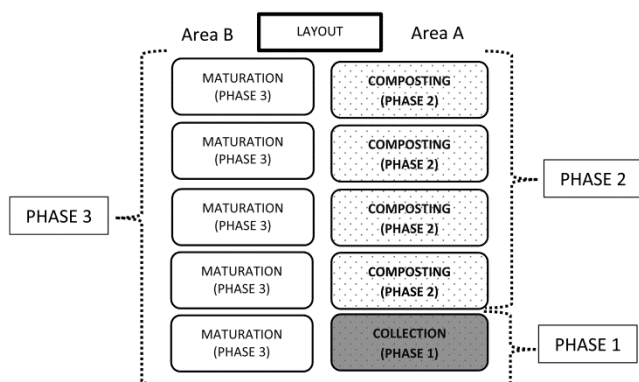 Area B
LAYOUT
Area A
MATURATION
(PHASE 3)
COMPOSTING
(PHASE 2)
MATURATION
(PHASE 3)
COMPOSTING
(PHASE 2)
MATURATION
(PHASE 3)
COMPOSTING
(PHASE 2)
MATURATION
(PHASE 3)
COMPOSTING
(PHASE 2)
MATURATION
(PHASE 3)
COLLECTION
(PHASE 1)
PHASE 3
PHASE 2
PHASE 1